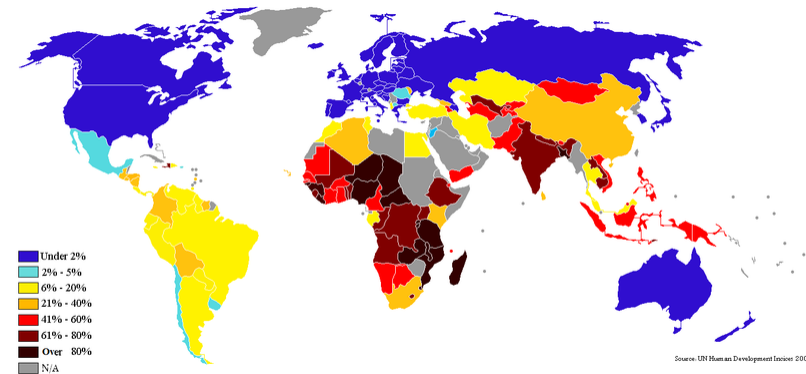 Under 2%
2% - 5%
6% - 20%
21% - 40%
41% - 60%
61% - 80%
Over 80%
N/A
Source: UN Human Development Indices 200